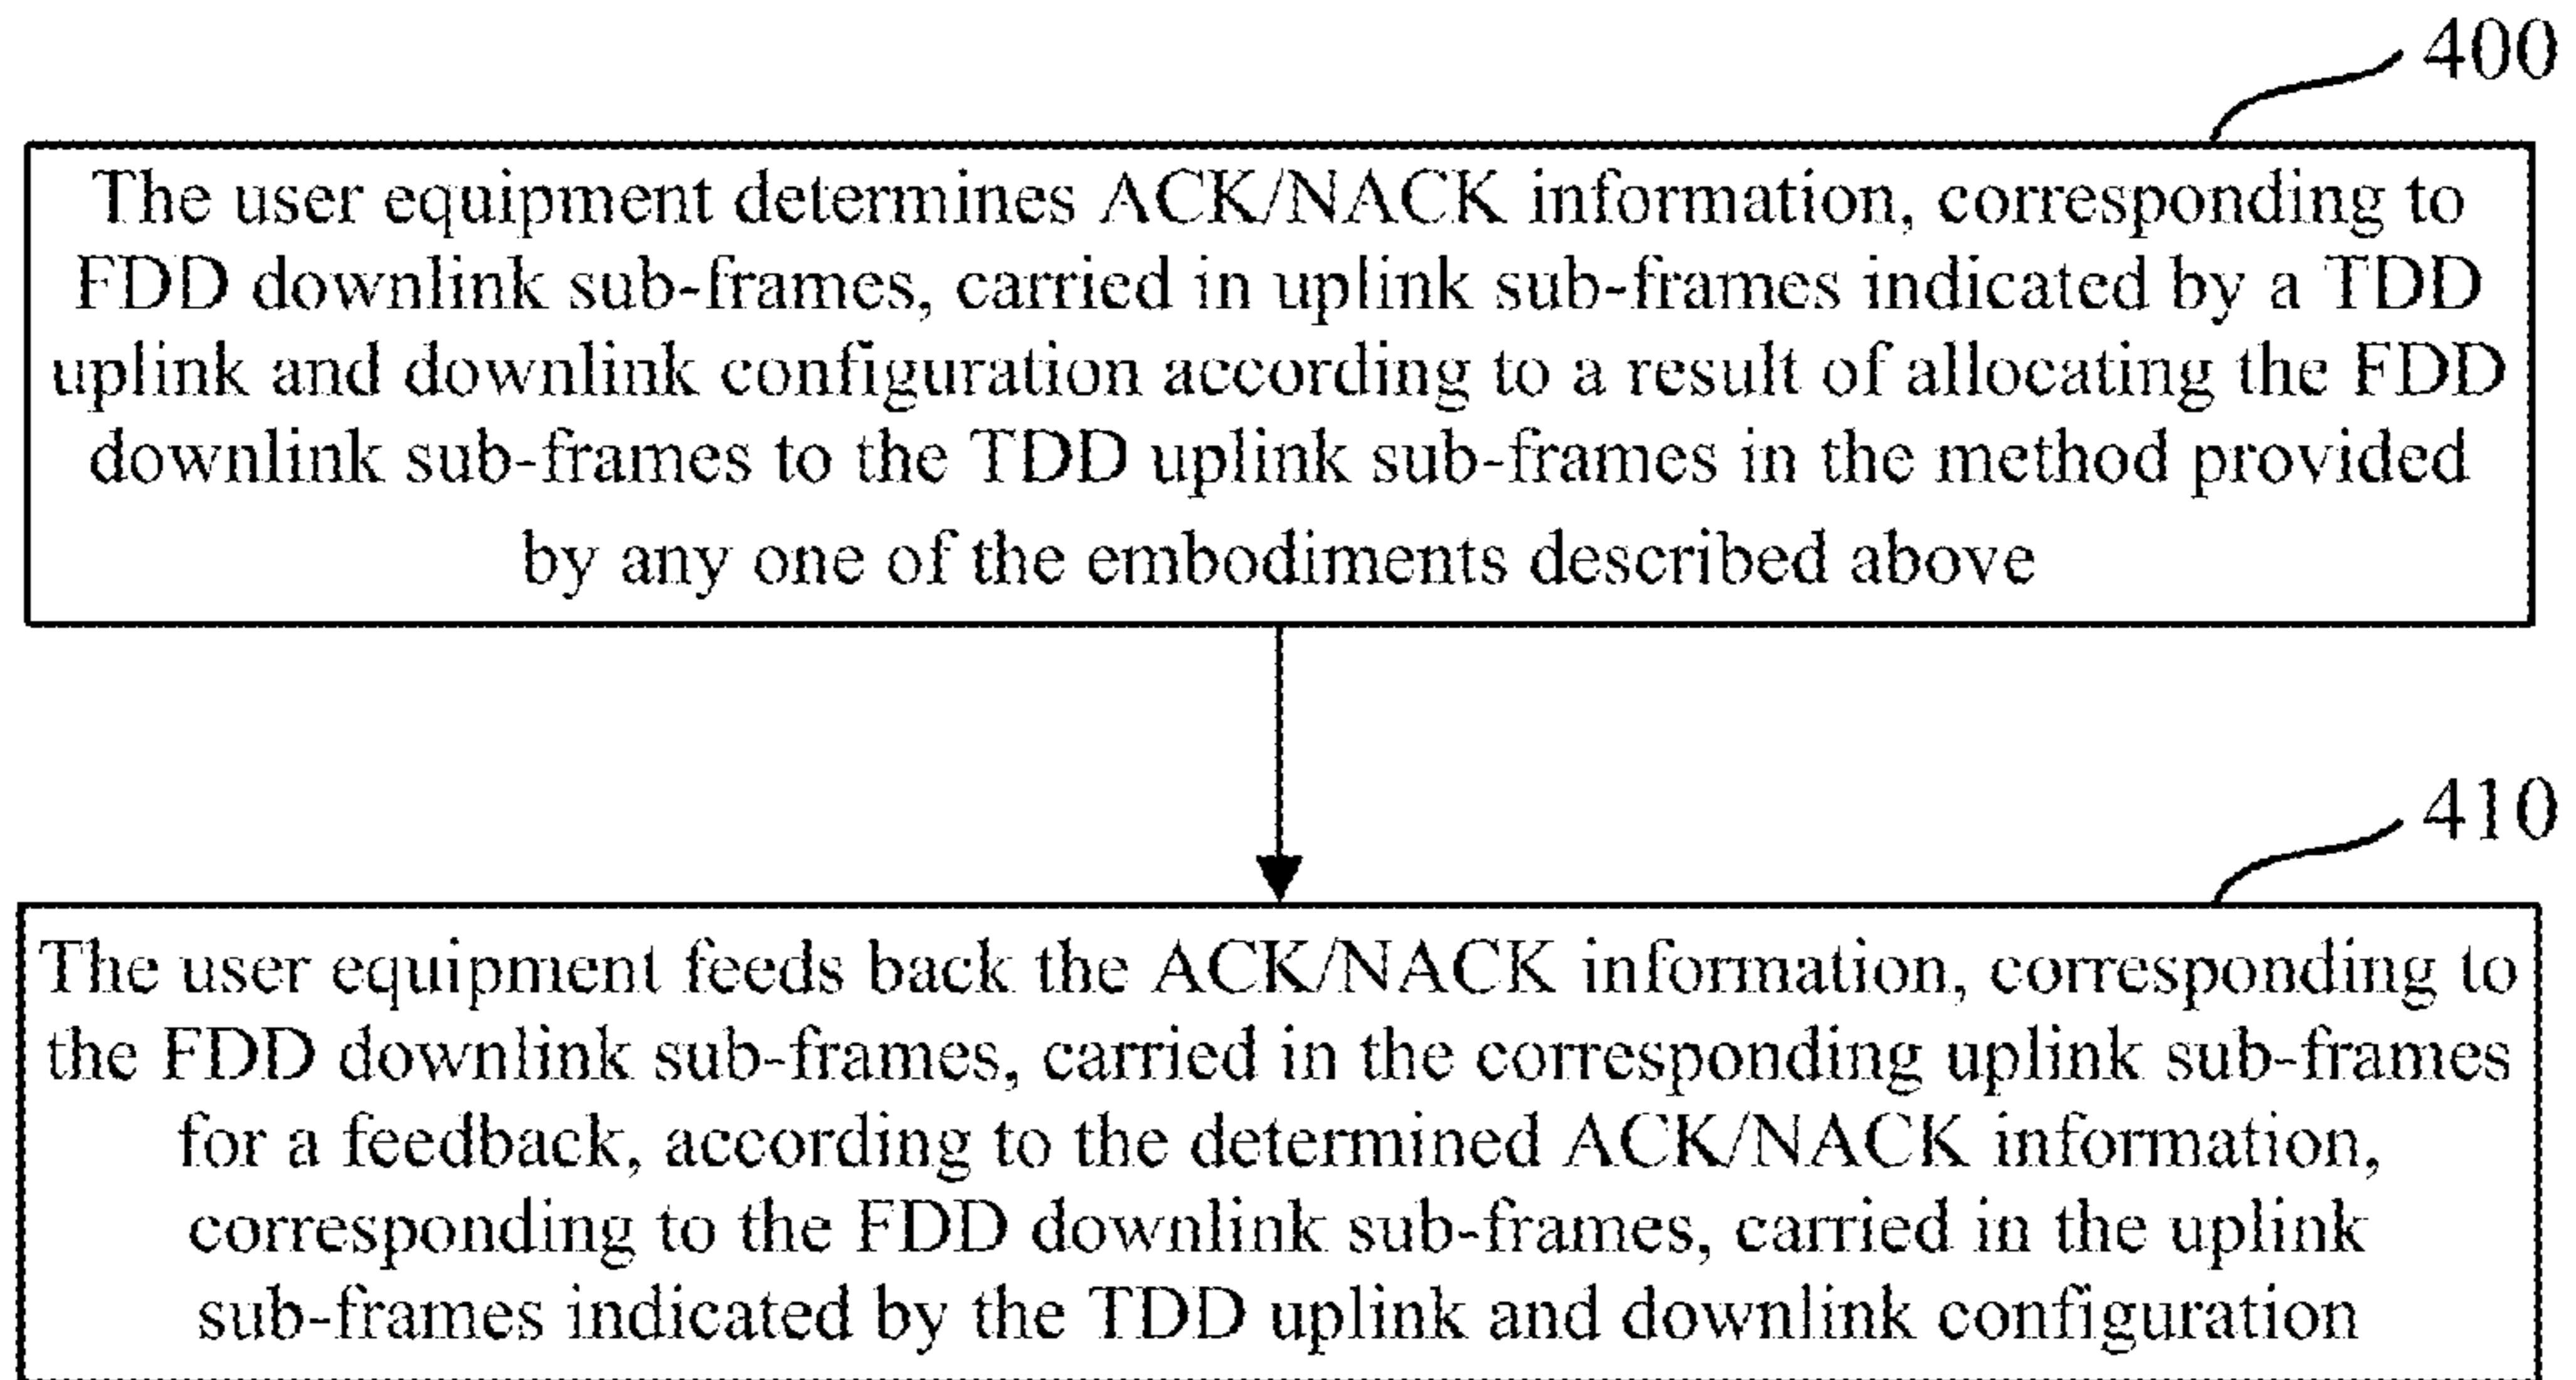 400
The user equipment determines ACK/NACK information, corresponding to
FDD downlink sub-frames, carried in uplink sub-frames indicated by a TDD
uplink and downlink configuration according to a result of allocating the FDD
downlink sub-frames to the TDD uplink sub-frames in the method provided
by any one of the embodiments described above
410
The user equipment feeds back the ACK/NACK information, corresponding to
the FDD downlink sub-frames, carried in the corresponding uplink sub-frames
for a feedback, according to the determined ACK/NACK information,
corresponding to the FDD downlink sub-frames, carried in the uplink
sub-frames indicated by the TDD uplink and downlink configuration